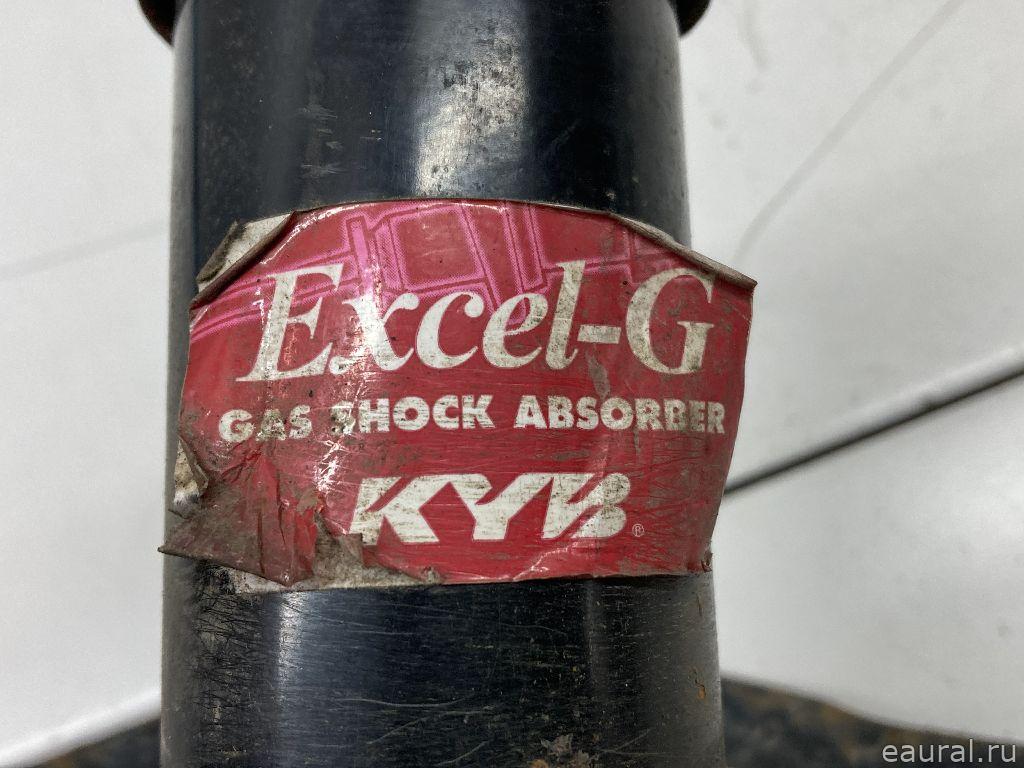 Excel-G
GAS SHOCK ABSORBER
KYB®
eaural.ru